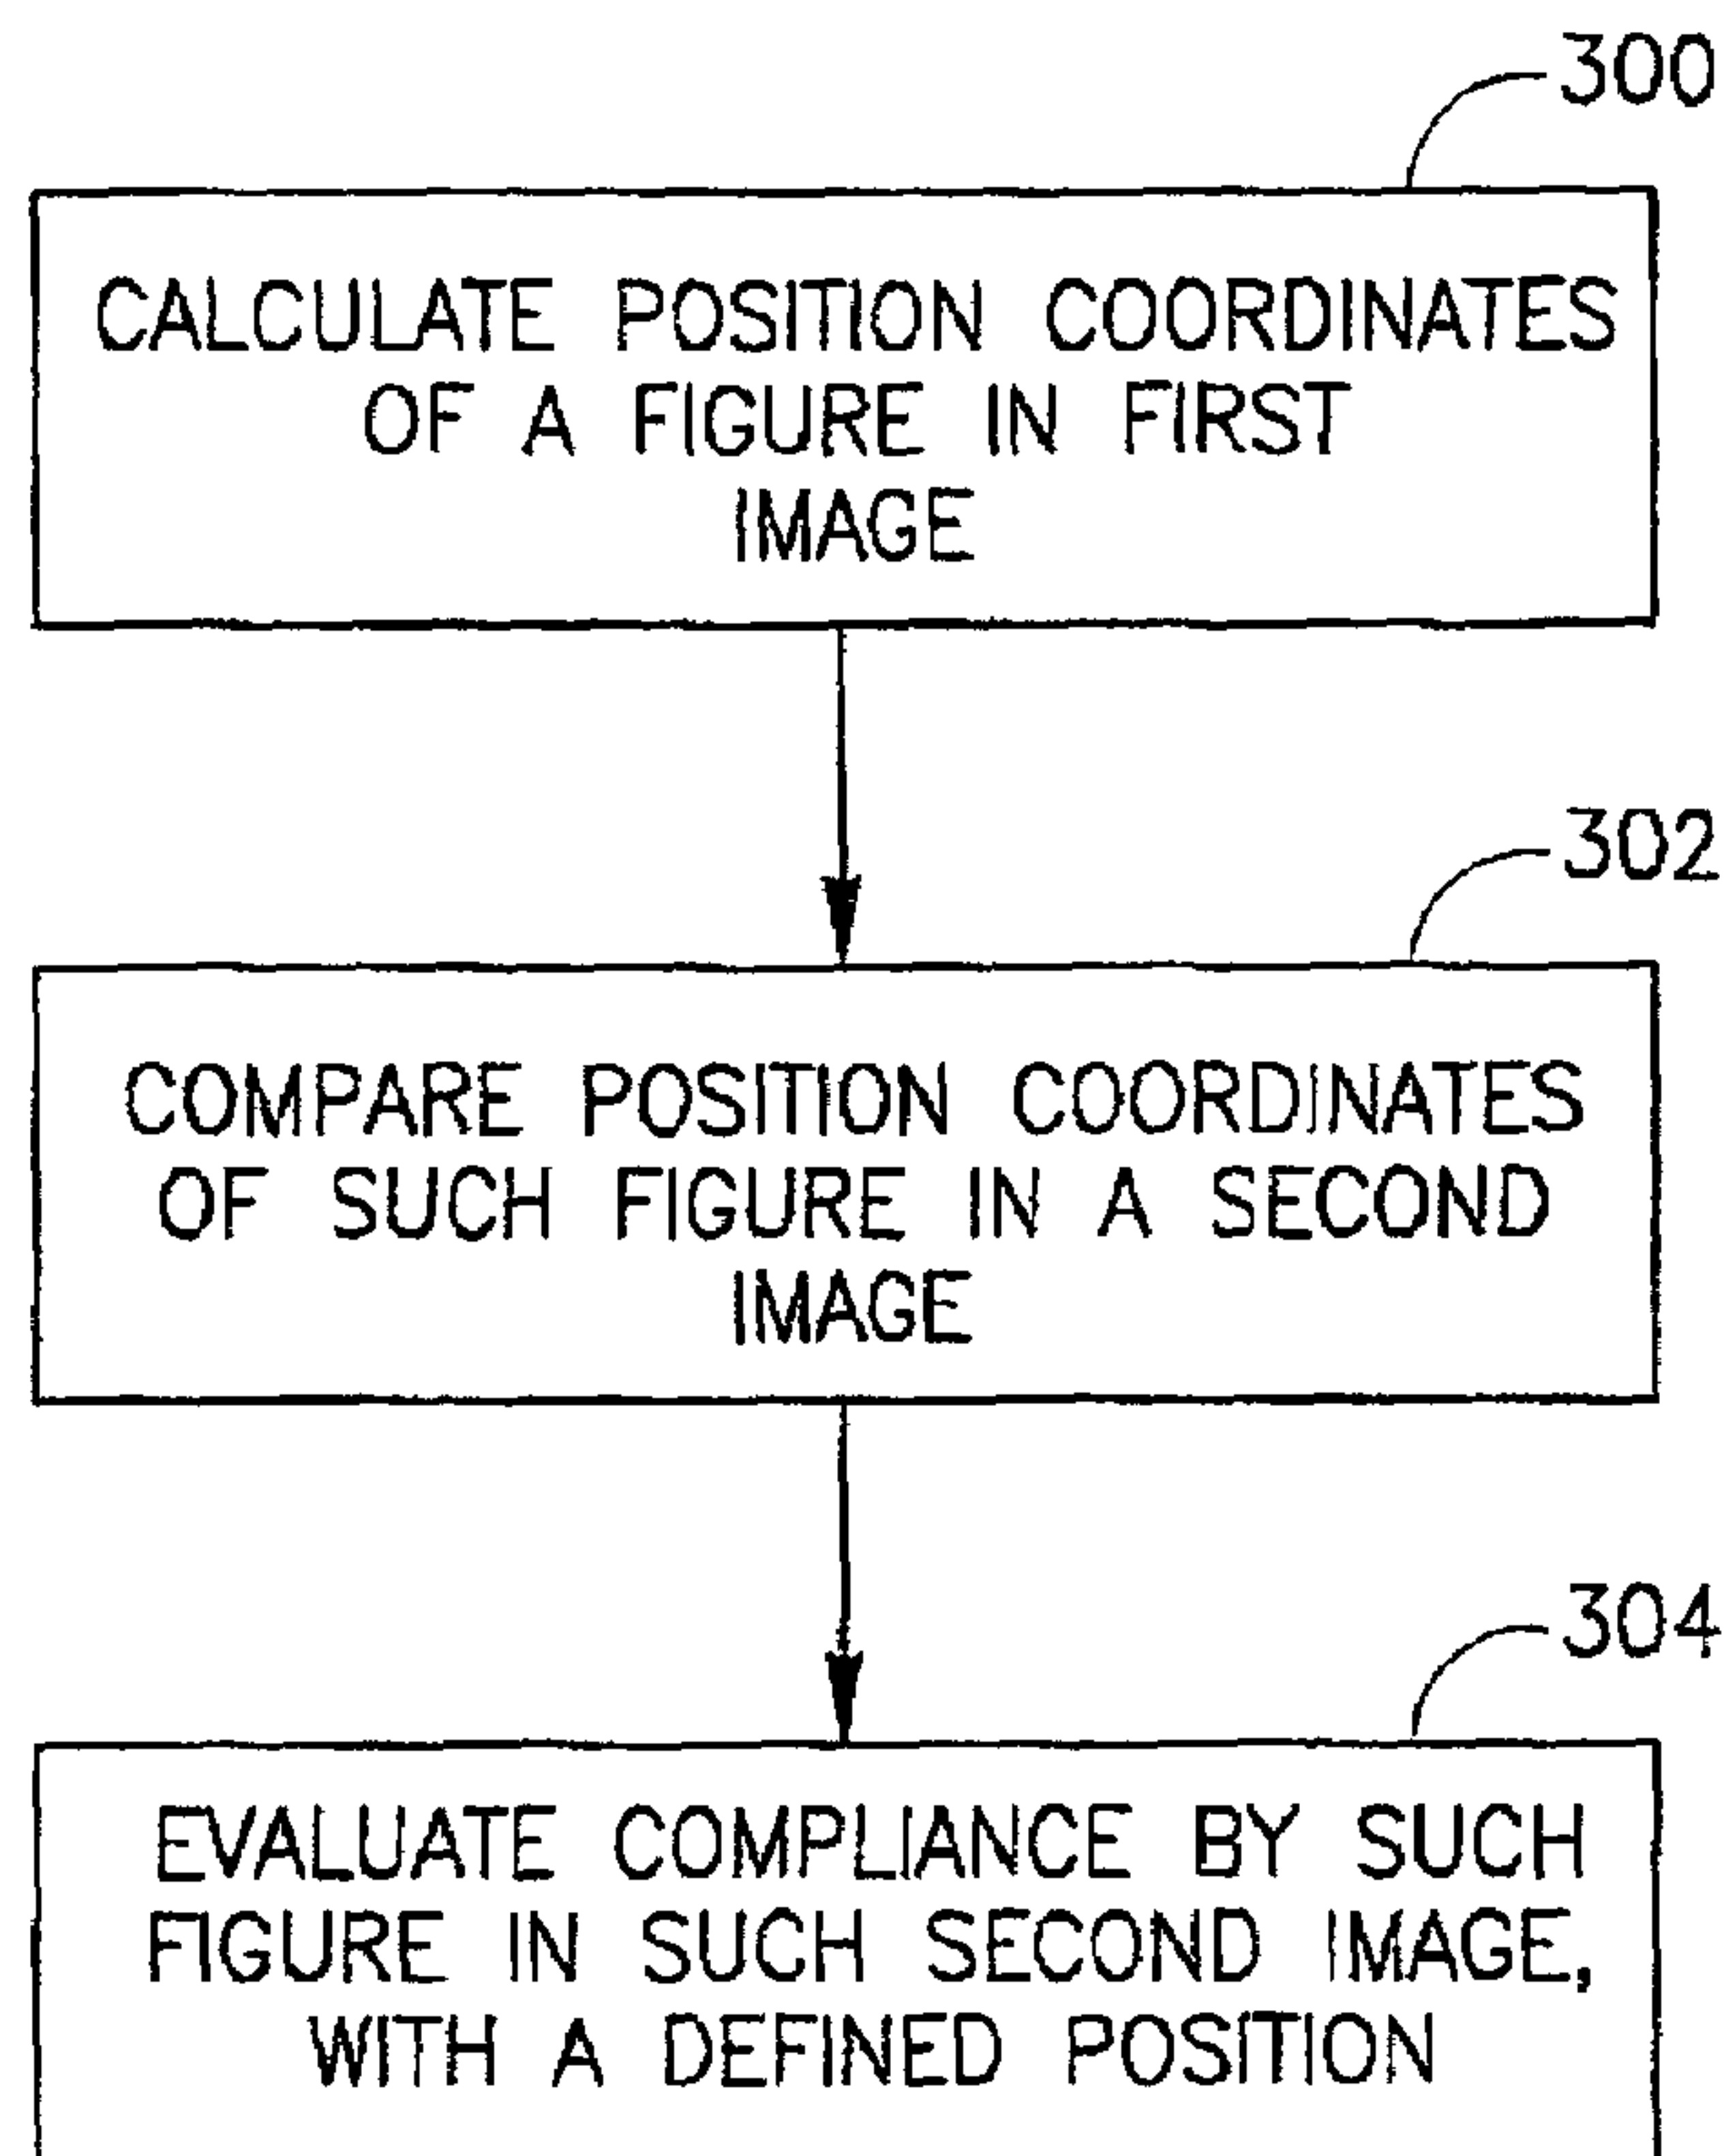 300
CALCULATE POSITION COORDINATES
OF A FIGURE IN FIRST
IMAGE
302
COMPARE POSITION COORDINATES
OF SUCH FIGURE IN A SECOND
IMAGE
304
EVALUATE COMPLIANCE BY SUCH
FIGURE IN SUCH SECOND IMAGE,
WITH A DEFINED POSITION